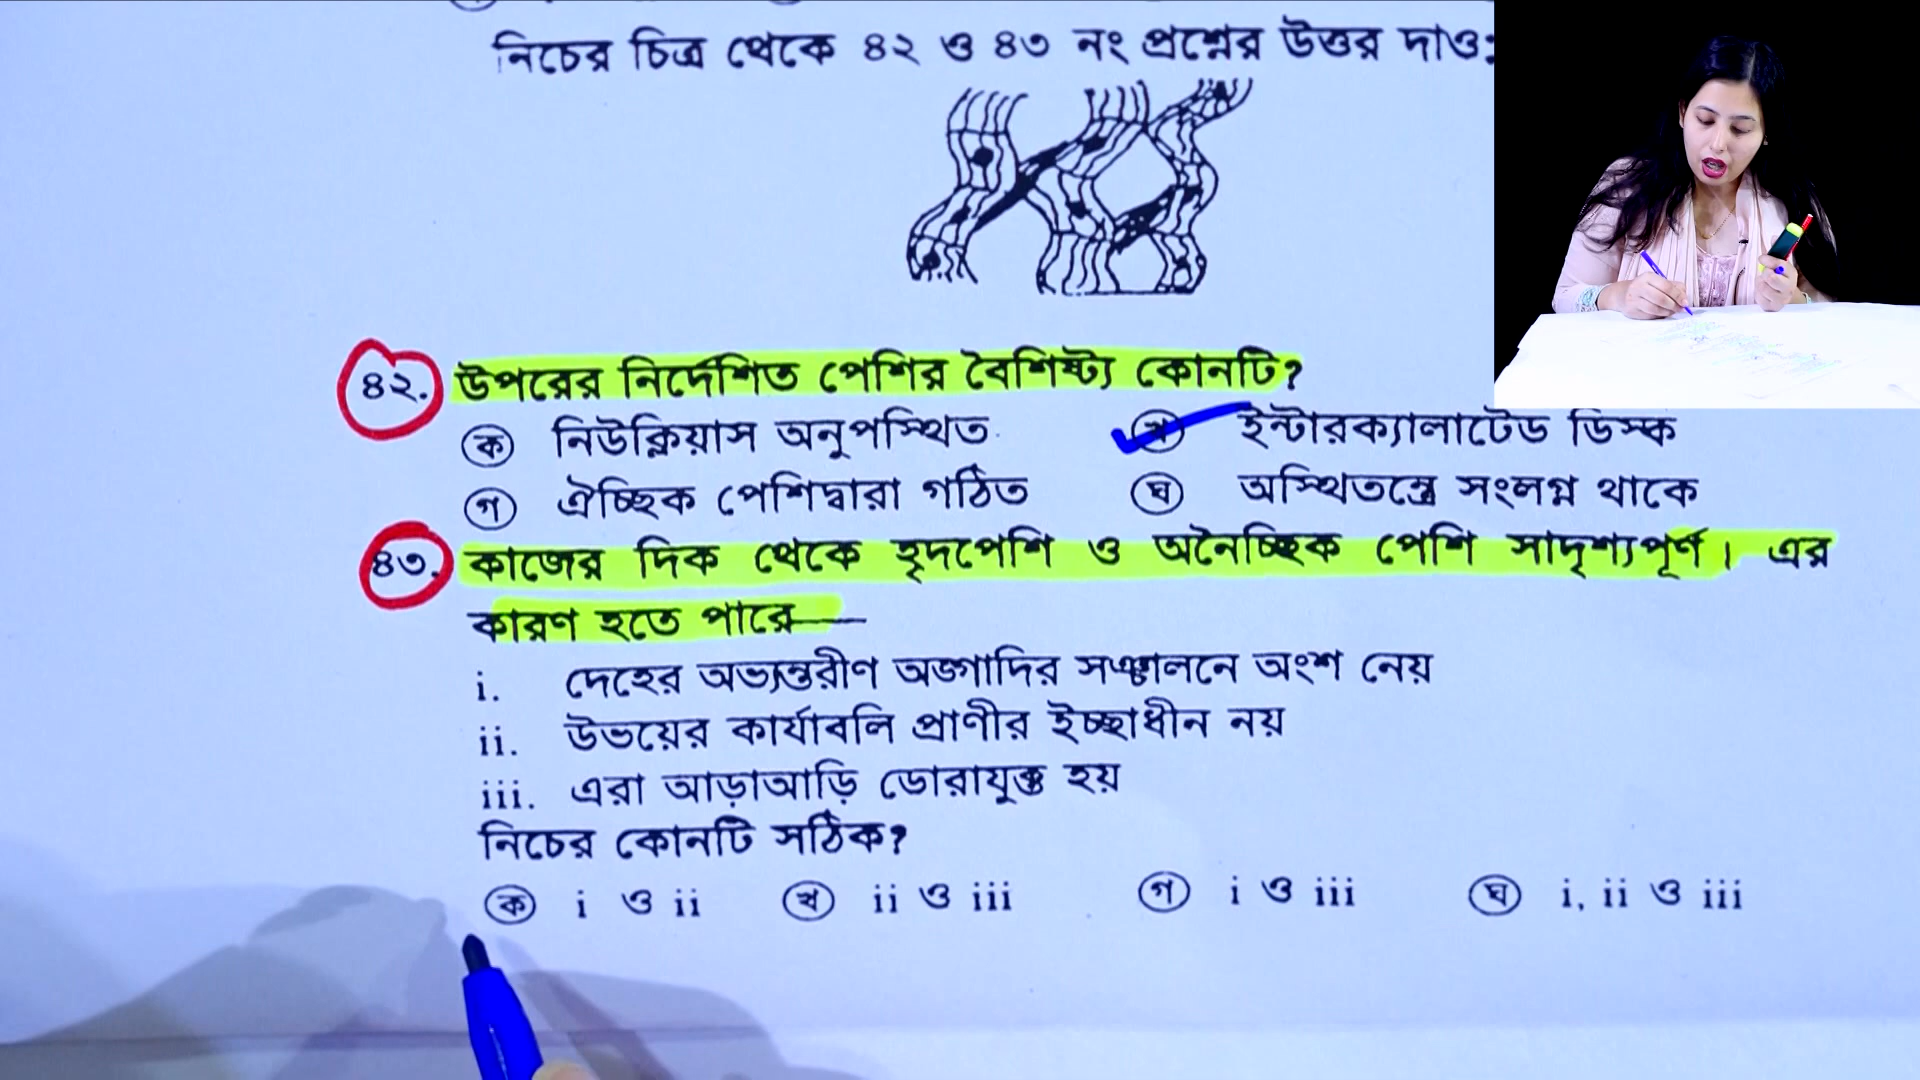 নিচের চিত্র থেকে ৪২ ও ৪৩ নং প্রশ্নের উত্তর দাও:
৪২. উপরের নির্দেশিত পেশির বৈশিষ্ট্য কোনটি?
ক নিউক্লিয়াস অনুপস্থিত খ ইন্টারক্যালাটেড ডিস্ক
গ ঐচ্ছিক পেশিদ্বারা গঠিত ঘ অস্থিতন্ত্রে সংলগ্ন থাকে
৪৩. কাজের দিক থেকে হৃদপেশি ও অনৈচ্ছিক পেশি সাদৃশ্যপূর্ণ। এর
কারণ হতে পারে—
i. দেহের অভ্যন্তরীণ অঙ্গাদির সঞ্চালনে অংশ নেয়
ii. উভয়ের কার্যাবলি প্রাণীর ইচ্ছাধীন নয়
iii. এরা আড়াআড়ি ডোরাযুক্ত হয়
নিচের কোনটি সঠিক?
ক i ও ii খ ii ও iii গ i ও iii ঘ i, ii ও iii